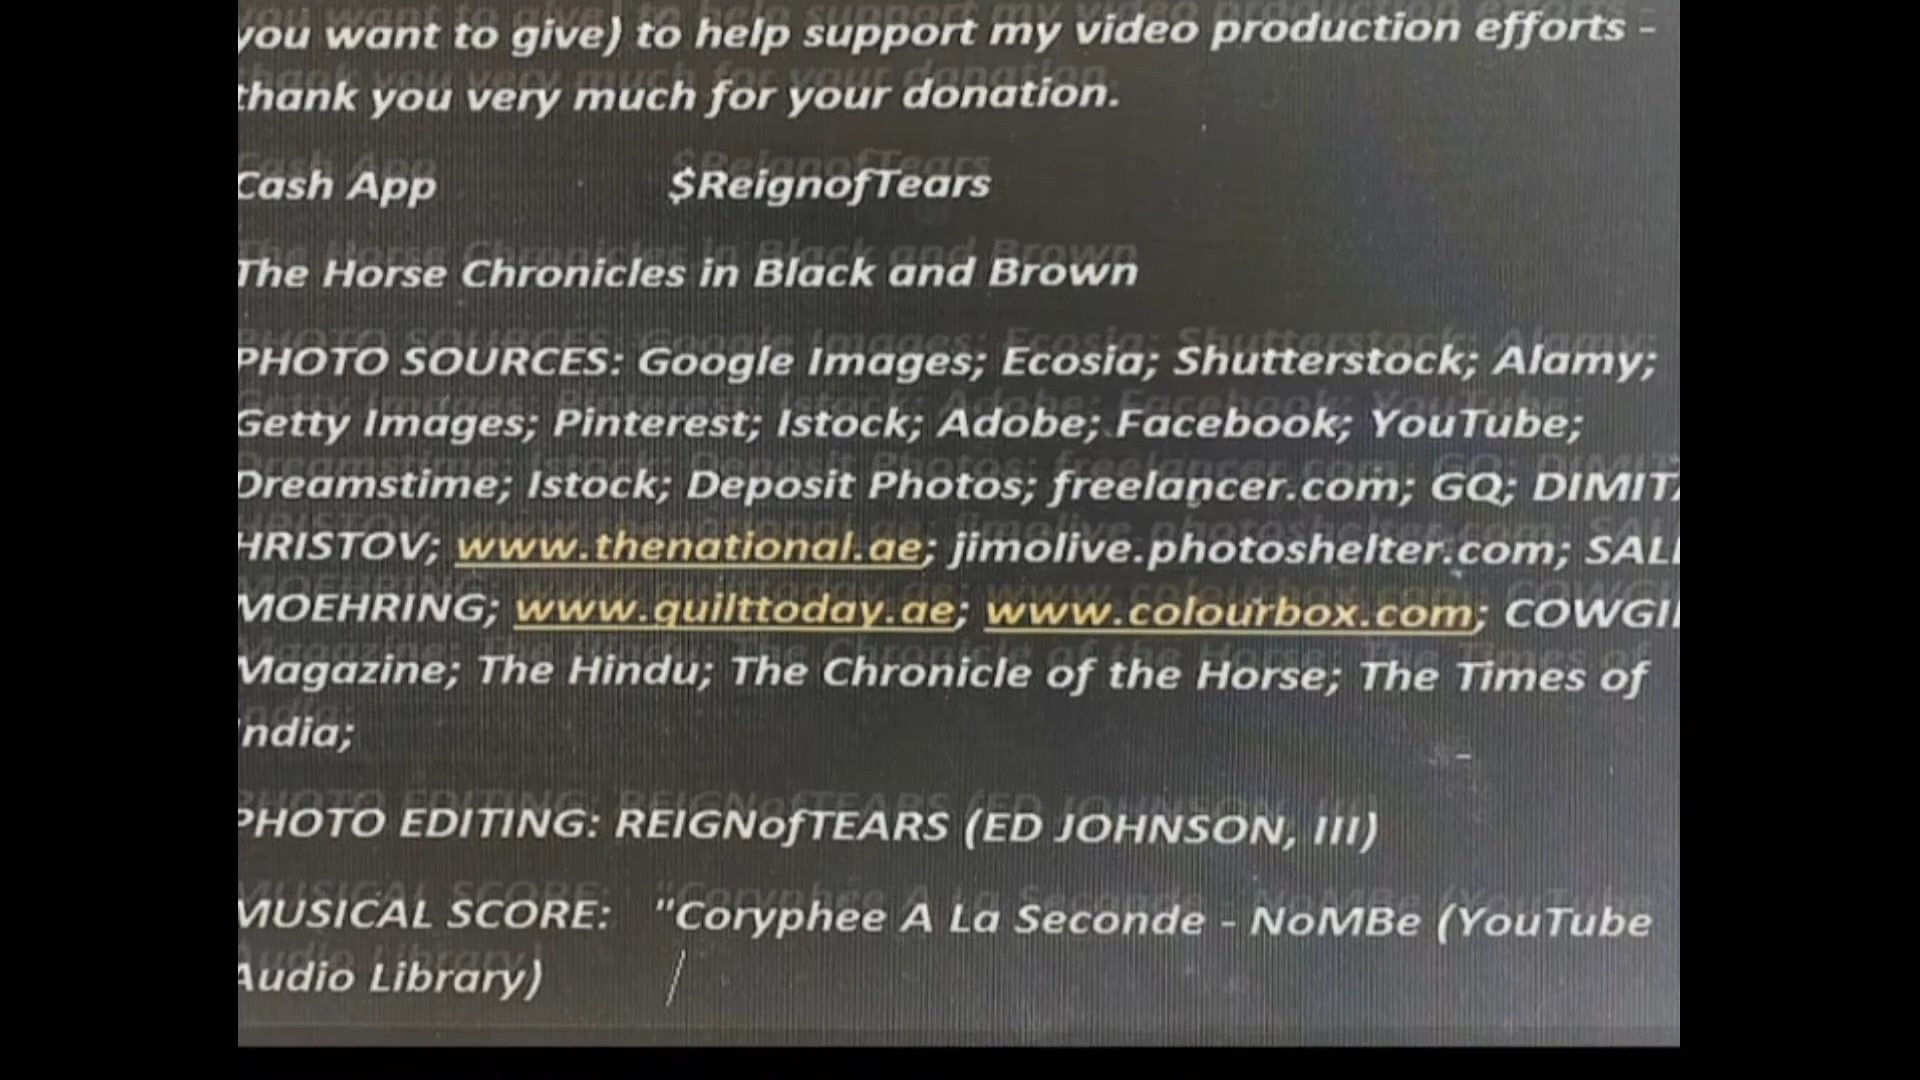 you want to give) to help support my video production efforts -
thank you very much for your donation.
Cash App $ReignofTears
The Horse Chronicles in Black and Brown
PHOTO SOURCES: Google Images; Ecosia; Shutterstock; Alamy;
Getty Images; Pinterest; Istock; Adobe; Facebook; YouTube;
Dreamstime; Istock; Deposit Photos; freelancer.com; GQ; DIMITA
HRISTOV; www.thenational.ae; jimolive.photoshelter.com; SALL
MOEHRING; www.quilttoday.ae; www.colourbox.com; COWGI
Magazine; The Hindu; The Chronicle of the Horse; The Times of
India;
PHOTO EDITING: REIGNofTEARS (ED JOHNSON, III)
MUSICAL SCORE: "Coryphee A La Seconde - NoMBe (YouTube
Audio Library)